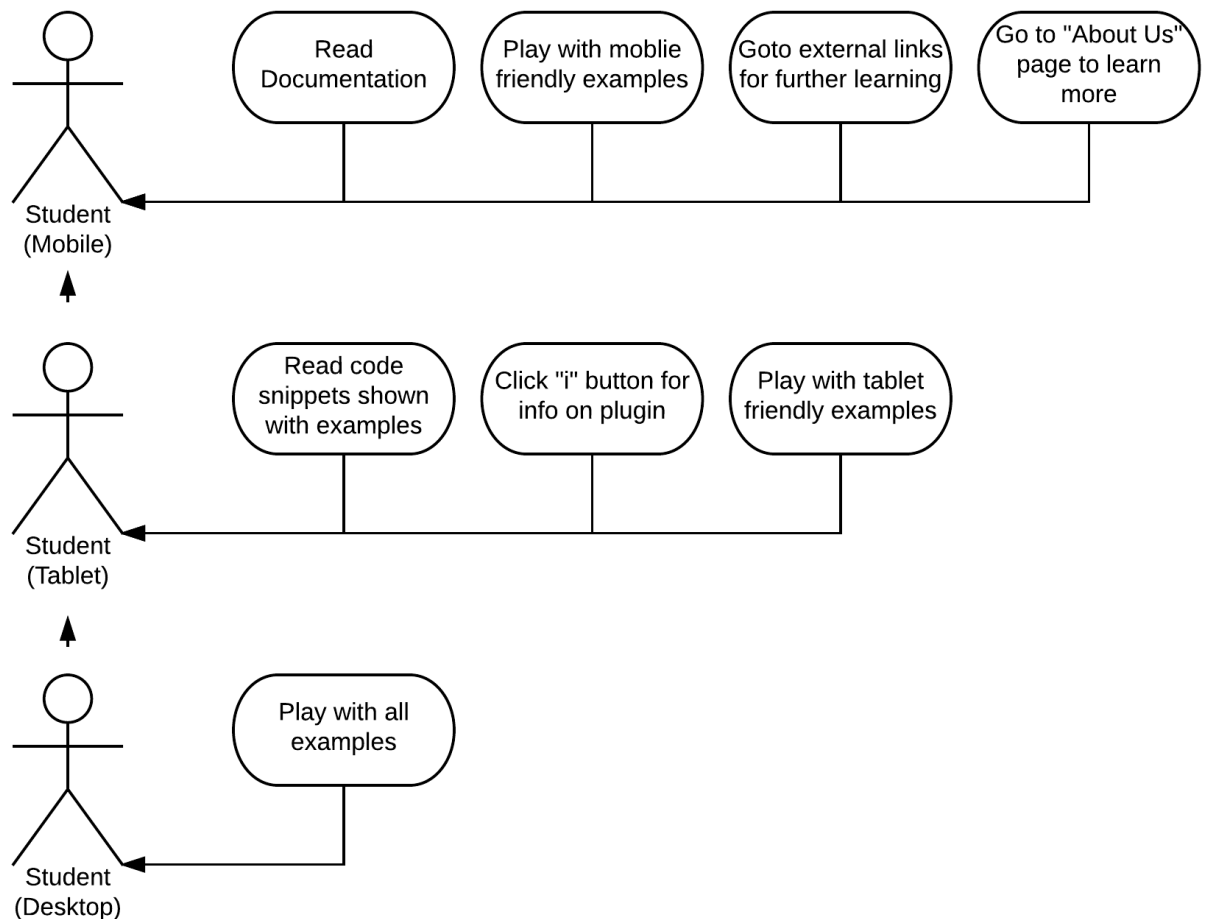 Read
Documentation
Play with moblie
friendly examples
Goto external links
for further learning
Go to "About Us"
page to learn
more
Student
(Mobile)
Read code
snippets shown
with examples
Click "i" button for
info on plugin
Play with tablet
friendly examples
Student
(Tablet)
Play with all
examples
Student
(Desktop)